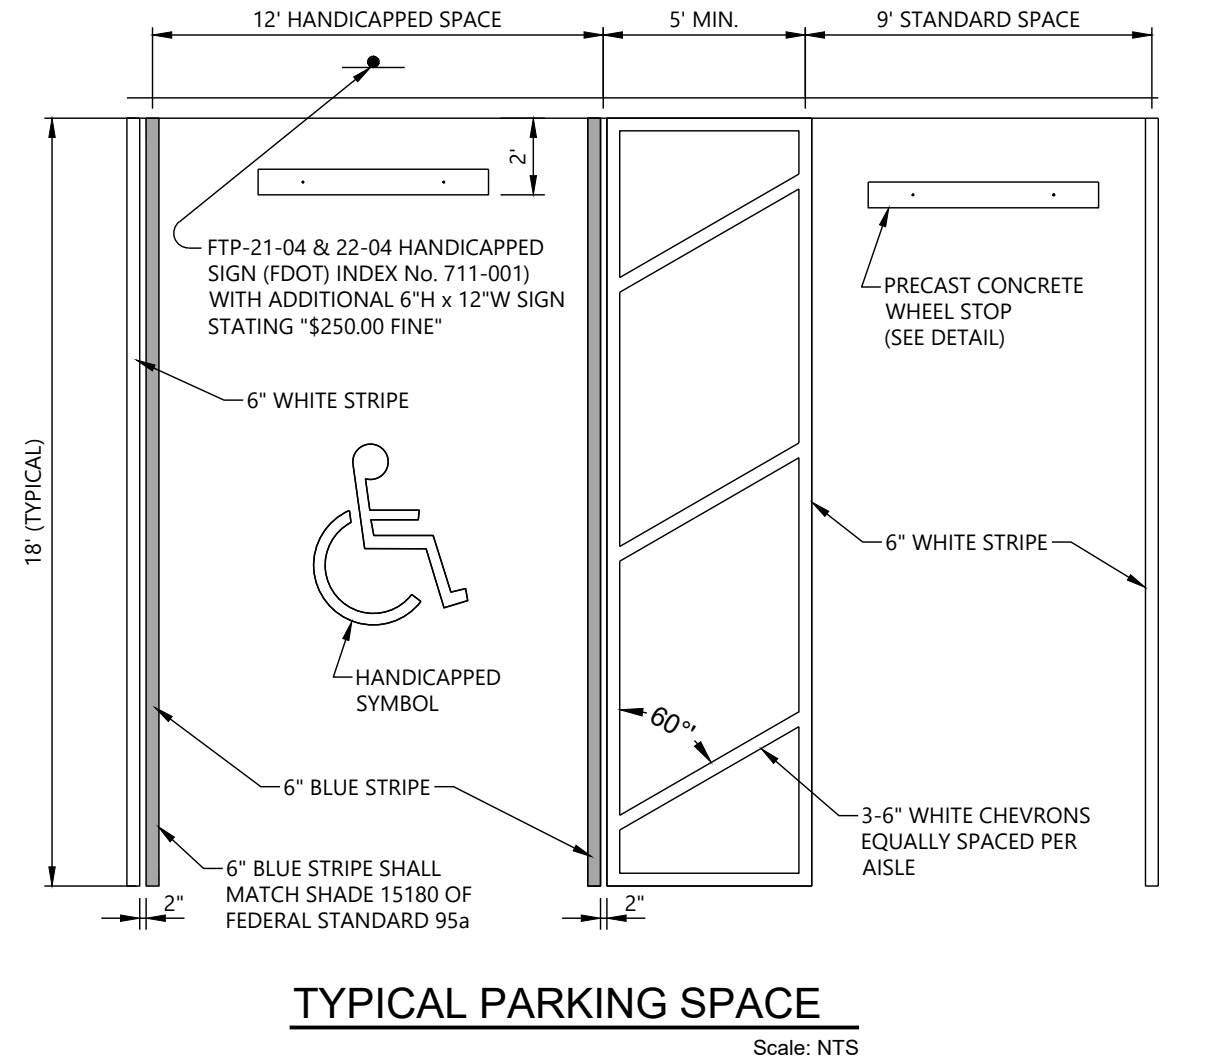 12' HANDICAPPED SPACE
5' MIN.
9' STANDARD SPACE
2'
FTP-21-04 & 22-04 HANDICAPPED
SIGN (FDOT) INDEX No. 711-001)
WITH ADDITIONAL 6"H x 12"W SIGN
STATING "$250.00 FINE"
PRECAST CONCRETE
WHEEL STOP
(SEE DETAIL)
6" WHITE STRIPE
18' (TYPICAL)
6" WHITE STRIPE
HANDICAPPED
SYMBOL
60°'
6" BLUE STRIPE
3-6" WHITE CHEVRONS
EQUALLY SPACED PER
AISLE
6" BLUE STRIPE SHALL
MATCH SHADE 15180 OF
FEDERAL STANDARD 95a
2"
2"
TYPICAL PARKING SPACE
Scale: NTS